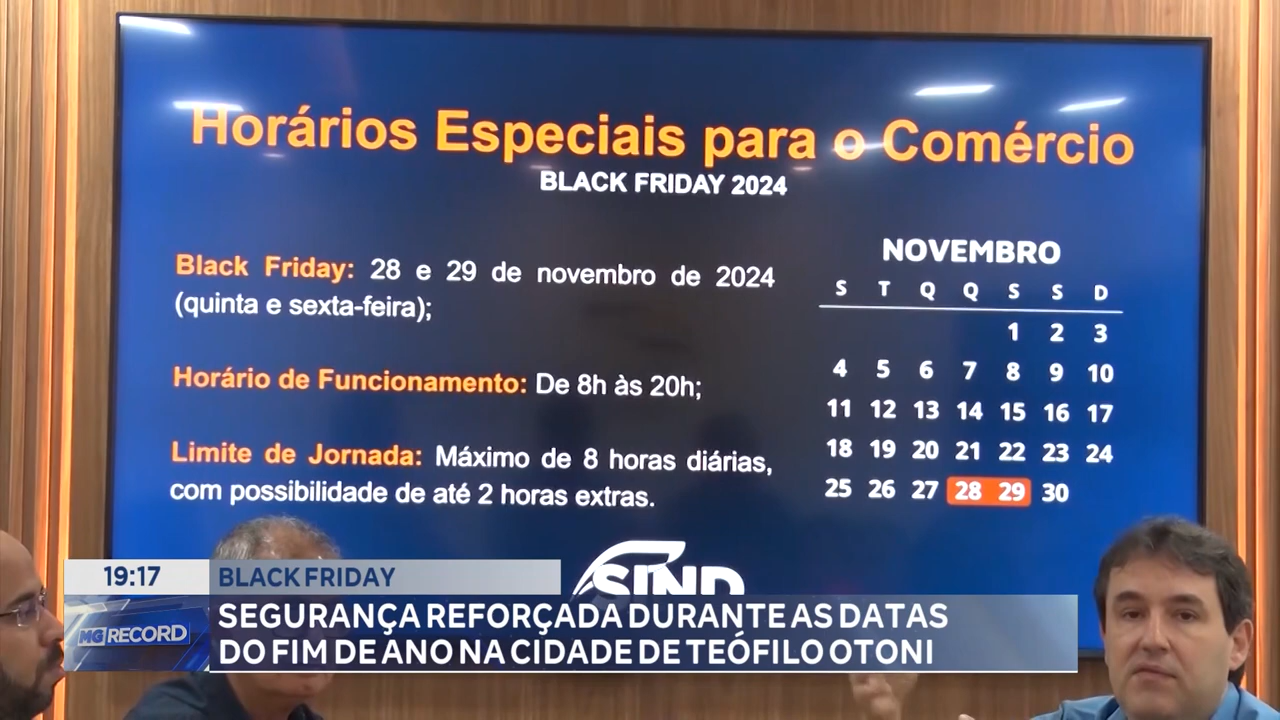 Horários Especiais para o Comércio
BLACK FRIDAY 2024
Black Friday: 28 e 29 de novembro de 2024
(quinta e sexta-feira);
Horário de Funcionamento: De 8h às 20h;
Limite de Jornada: Máximo de 8 horas diárias,
com possibilidade de até 2 horas extras.
NOVEMBRO
S T Q Q S S D
1 2 3
4 5 6 7 8 9 10
11 12 13 14 15 16 17
18 19 20 21 22 23 24
25 26 27 28 29 30
SIND
19:17
BLACK FRIDAY
MG RECORD
SEGURANÇA REFORÇADA DURANTE AS DATAS
DO FIM DE ANO NA CIDADE DE TEÓFILO OTONI